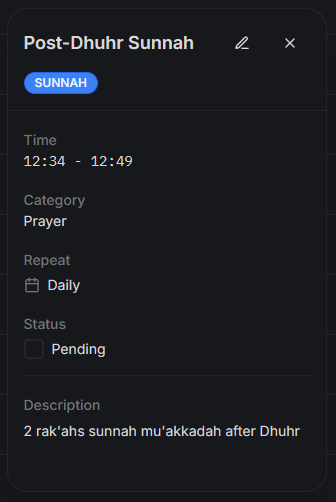 Post-Dhuhr Sunnah
SUNNAH
Time
12:34 - 12:49
Category
Prayer
Repeat
Daily
Status
Pending
Description
2 rak'ahs sunnah mu'akkadah after Dhuhr